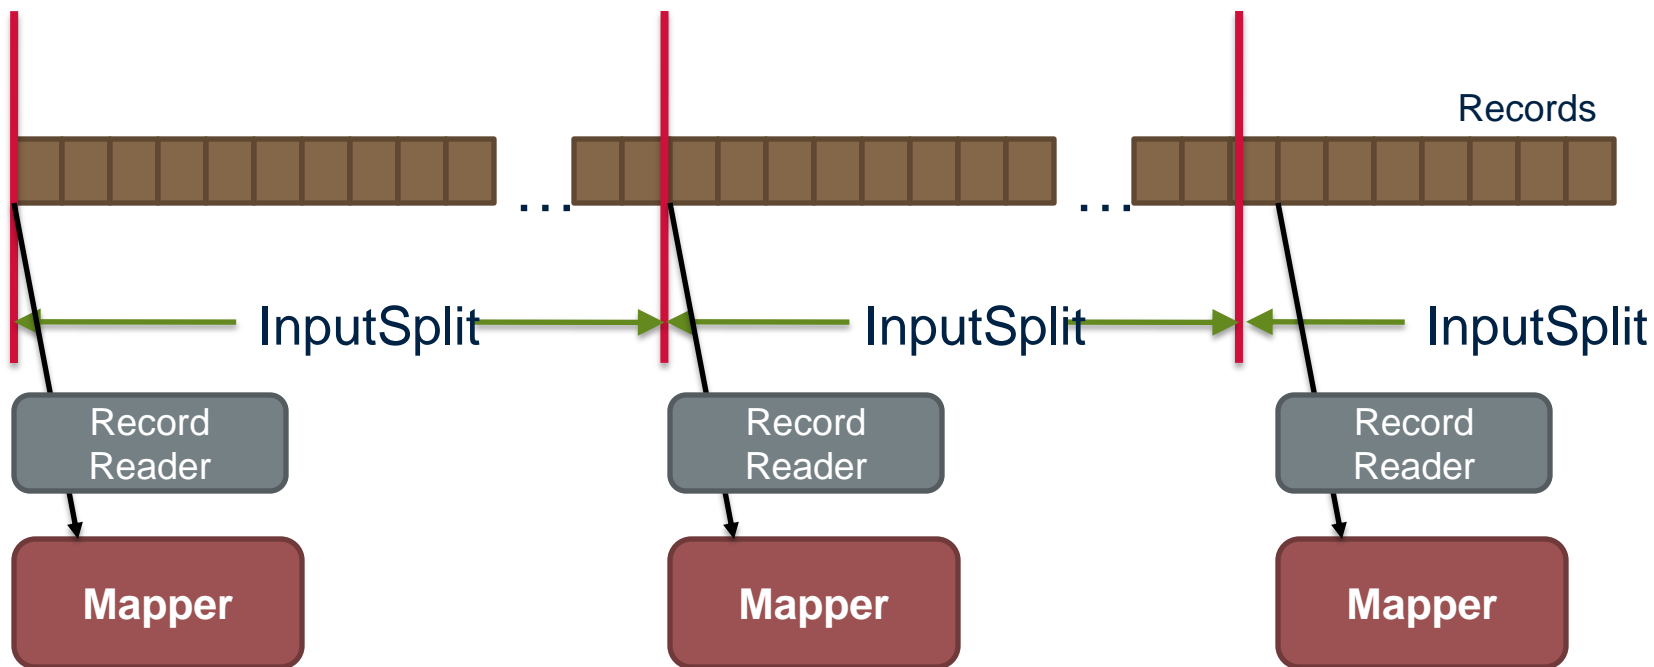 Records
... ...
InputSplit InputSplit InputSplit
Record Record Record
Reader Reader Reader
Mapper Mapper Mapper